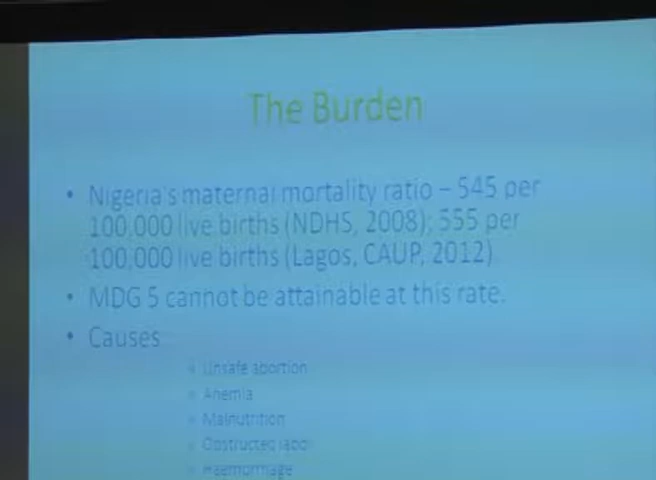 The Burden
• Nigeria's maternal mortality ratio – 545 per
100,000 live births (NDHS, 2008); 555 per
100,000 live births (Lagos, CAUP, 2012)
• MDG 5 cannot be attainable at this rate.
• Causes
Unsafe abortion
Anemia
Malnutrition
Obstructed labor
Haemorrhage